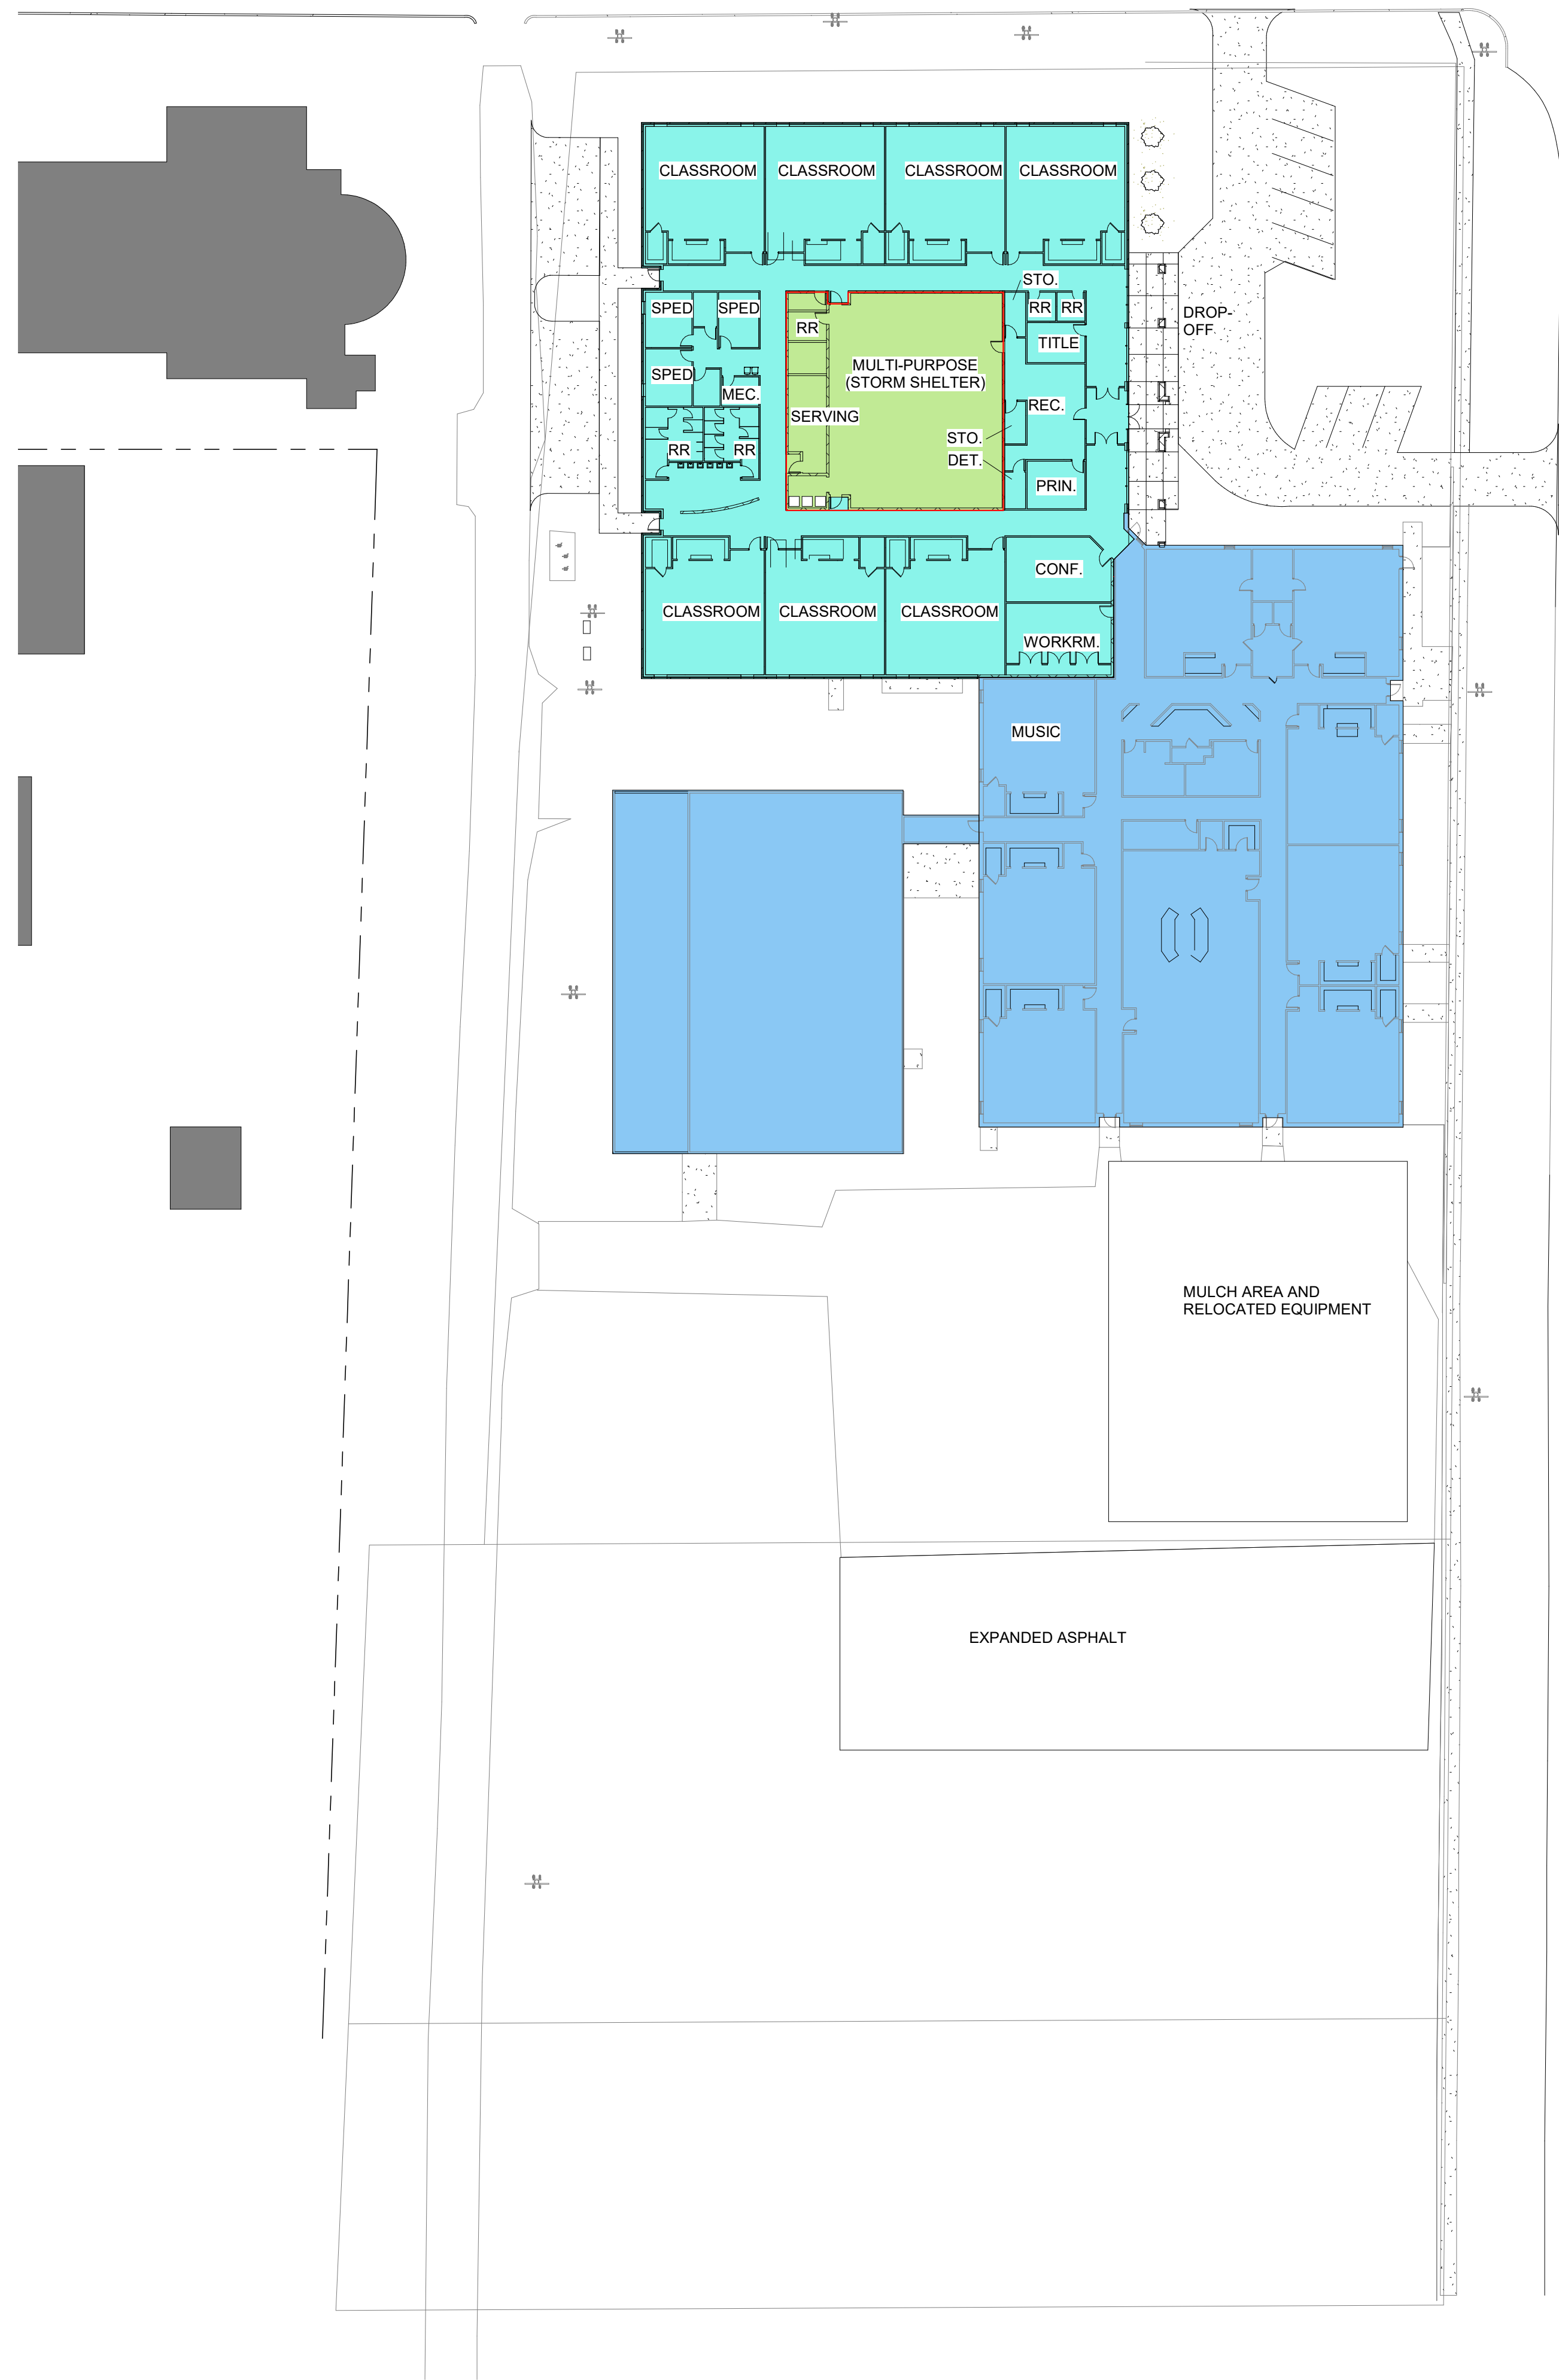 CLASSROOM
CLASSROOM
CLASSROOM
CLASSROOM
STO.
SPED
SPED
RR
RR
RR
DROP-
OFF
TITLE
MULTI-PURPOSE
(STORM SHELTER)
SPED
MEC.
REC.
SERVING
STO.
RR
RR
DET.
PRIN.
CONF.
CLASSROOM
CLASSROOM
CLASSROOM
WORKRM.
MUSIC
MULCH AREA AND
RELOCATED EQUIPMENT
EXPANDED ASPHALT